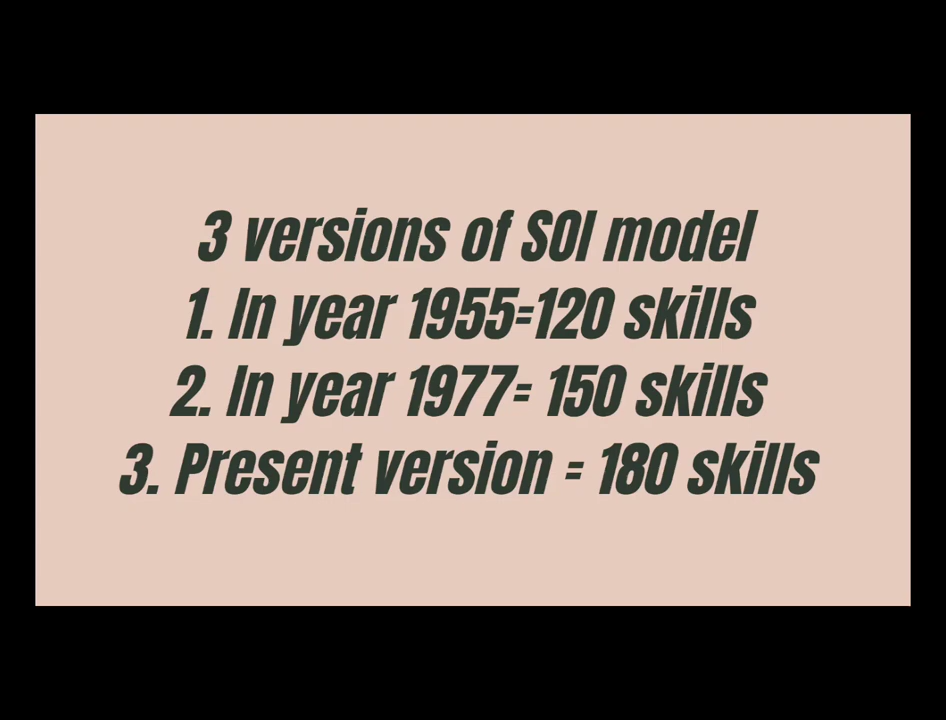 3 versions of SOI model
1. In year 1955=120 skills
2. In year 1977= 150 skills
3. Present version = 180 skills